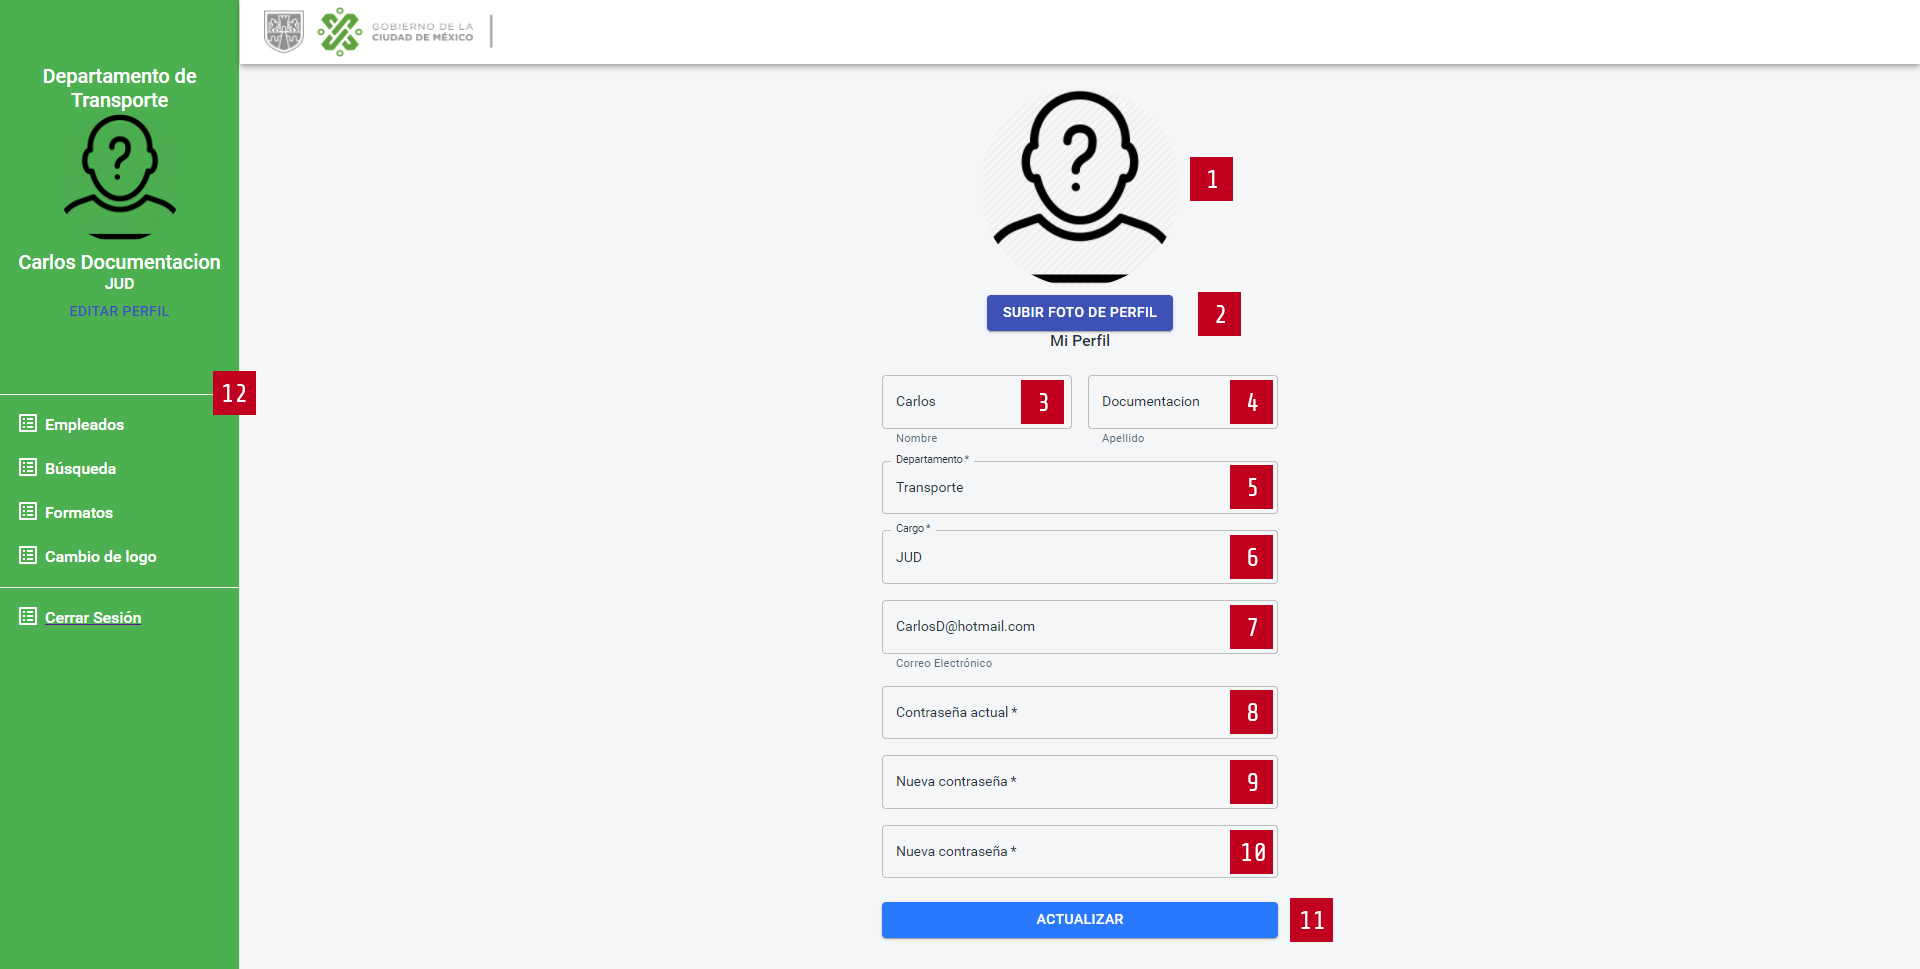 GOBIERNO DE LA
CIUDAD DE MÉXICO
Departamento de
Transporte
?
Carlos Documentacion
JUD
EDITAR PERFIL
12
Empleados
Búsqueda
Formatos
Cambio de logo
Cerrar Sesión
?
1
SUBIR FOTO DE PERFIL
2
Mi Perfil
Carlos
3
Documentacion
4
Nombre
Apellido
Departamento *
Transporte
5
Cargo *
JUD
6
CarlosD@hotmail.com
7
Correo Electrónico
Contraseña actual *
8
Nueva contraseña *
9
Nueva contraseña *
10
ACTUALIZAR
11